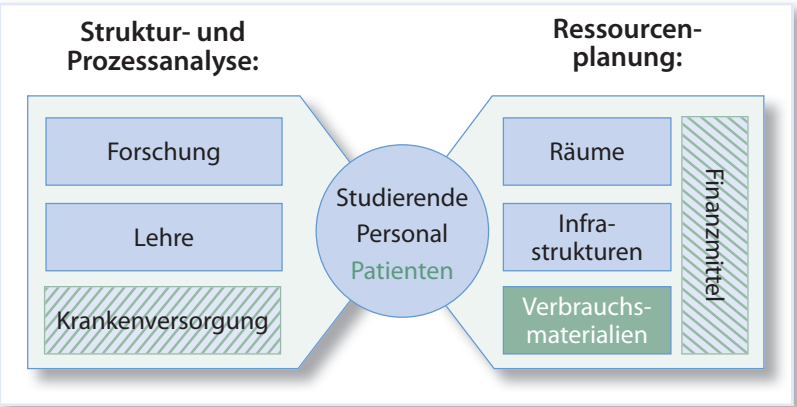 Struktur- und
Prozessanalyse:
Forschung
Lehre
Krankenversorgung
Studierende
Personal
Patienten
Ressourcen-
planung:
Räume
Infra-
strukturen
Verbrauchs-
materialien
Finanzmittel